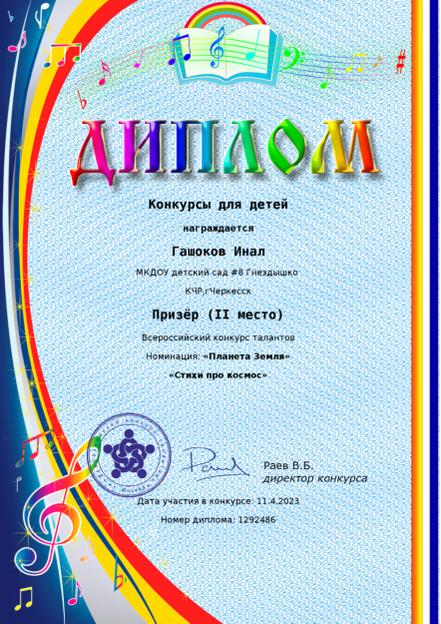 ДИПЛОМ
Конкурсы для детей
награждается
Гашоков Инал
МКДОУ детский сад #8 Гнездышко
КЧР,гЧеркесск
Призёр (II место)
Всероссийский конкурс талантов
Номинация: «Планета Земля»
«Стихи про космос»
Раев В.Б.
директор конкурса
Дата участия в конкурсе: 11.4.2023
Номер диплома: 1292486